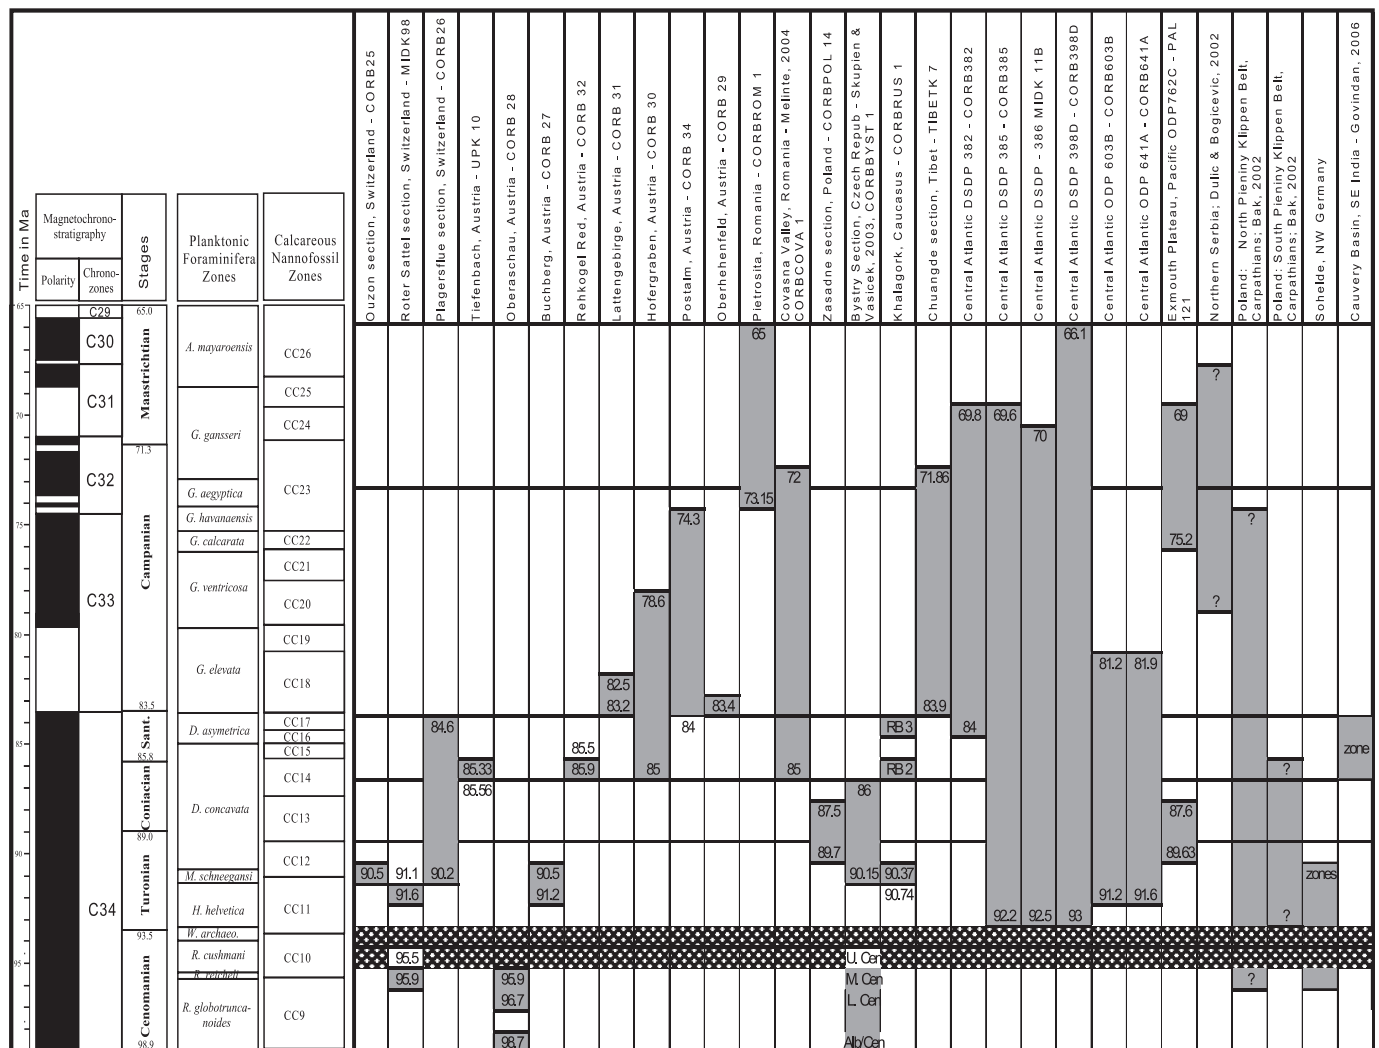 Time in Ma
Magnetochrono-
stratigraphy
Polarity
Chrono-
zones
Stages
Planktonic
Foraminifera
Zones
Calcareous
Nannofossil
Zones
Ouzon section, Switzerland - CORB25
Roter Sattel section, Switzerland - MIDK98
Plagersflue section, Switzerland - CORB26
Tiefenbach, Austria - UPK 10
Oberaschau, Austria - CORB 28
Buchberg, Austria - CORB 27
Rehkogel Red, Austria - CORB 32
Lattengebirge, Austria - CORB 31
Hofergraben, Austria - CORB 30
Postalm, Austria - CORB 34
Oberhehenfeld, Austria - CORB 29
Pietrosita, Romania - CORBROM 1
Covasna Valley, Romania - Melinte, 2004
CORBCOVA 1
Zasadne section, Poland - CORBPOL 14
Bystry Section, Czech Repub - Skupien &
Vasicek, 2003, CORBBYST 1
Khalagork, Caucasus - CORBRUS 1
Chuangde section, Tibet - TIBETK 7
Central Atlantic DSDP 382 - CORB382
Central Atlantic DSDP 385 - CORB385
Central Atlantic DSDP - 386 MIDK 11B
Central Atlantic DSDP 398D - CORB398D
Central Atlantic ODP 603B - CORB603B
Central Atlantic ODP 641A - CORB641A
Exmouth Plateau, Pacific ODP762C - PAL
121
Northern Serbia; Dulic & Bogicevic, 2002
Poland: North Pieniny Klippen Belt,
Carpathians; Bak, 2002
Poland: South Pieniny Klippen Belt,
Carpathians; Bak, 2002
Sohelde, NW Germany
Cauvery Basin, SE India - Govindan, 2006
65
70
75
80
85
90
95
C29
C30
C31
C32
C33
C34
65.0
Maastrichtian
71.3
Campanian
83.5
Sant.
85.8
Coniacian
89.0
Turonian
93.5
Cenomanian
98.9
A. mayaroensis
G. gansseri
G. aegyptica
G. havanaensis
G. calcarata
G. ventricosa
G. elevata
D. asymetrica
D. concavata
M. schneegansi
H. helvetica
W. archaeo.
R. cushmani
R. reicheli
R. globotrunca-
noides
CC26
CC25
CC24
CC23
CC22
CC21
CC20
CC19
CC18
CC17
CC16
CC15
CC14
CC13
CC12
CC11
CC10
CC9
90.5
91.1
91.6
95.5
95.9
84.6
90.2
85.33
85.56
95.9
96.7
98.7
90.5
91.2
85.5
85.9
82.5
83.2
78.6
85
74.3
84
83.4
65
73.15
72
85
87.5
89.7
86
90.15
U. Cen
M. Cen
L. Cen
Alb/Cen
RB 3
RB 2
90.37
90.74
71.86
83.9
69.8
84
69.6
92.2
70
92.5
66.1
93
81.2
91.2
81.9
91.6
69
75.2
87.6
89.63
?
?
?
?
?
?
zones
zone